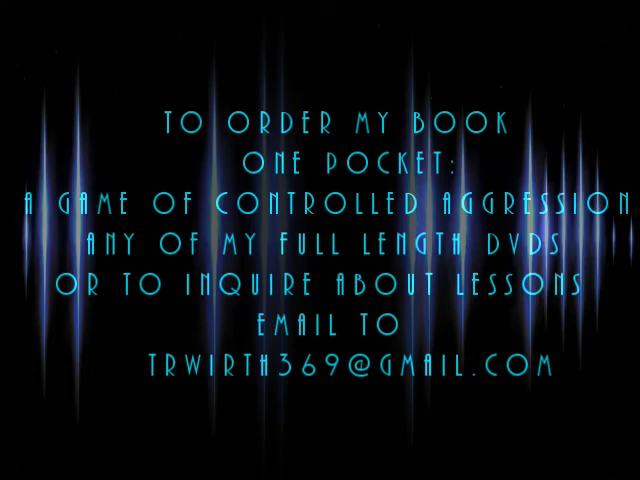 TO ORDER MY BOOK
ONE POCKET:
A GAME OF CONTROLLED AGGRESSION
ANY OF MY FULL LENGTH DVDS
OR TO INQUIRE ABOUT LESSONS
EMAIL TO
TRWIRTH369@GMAIL.COM